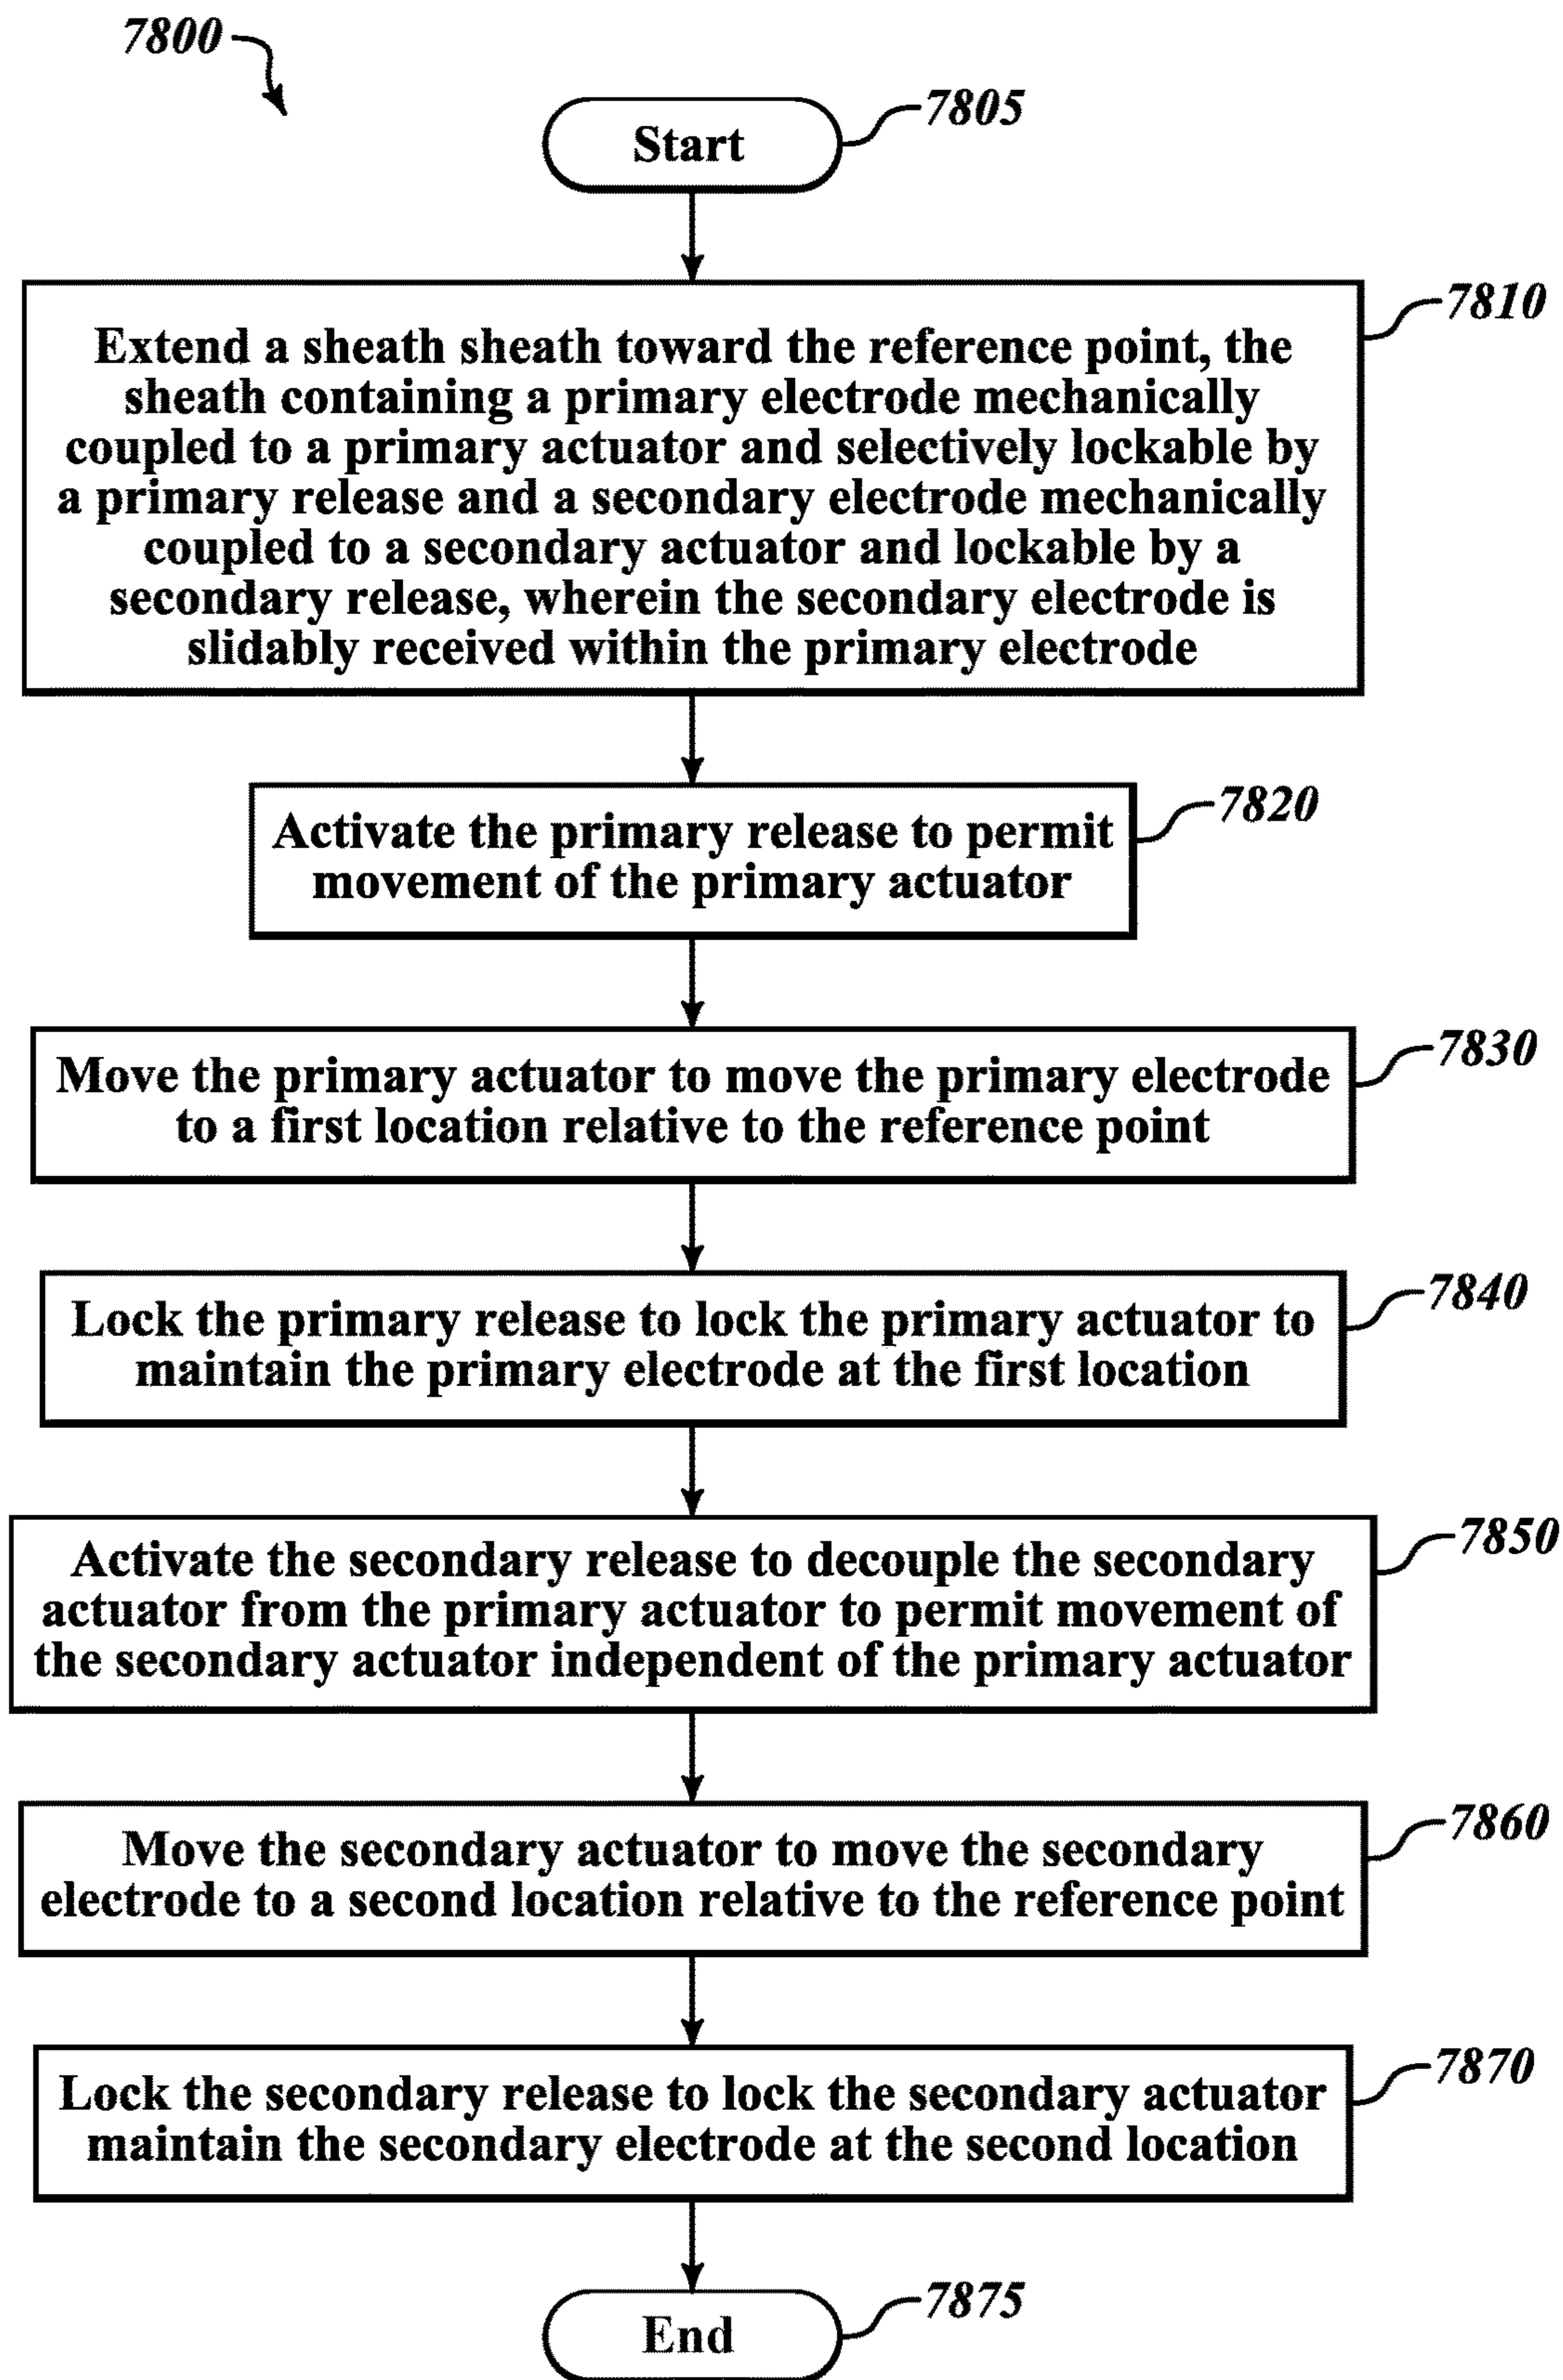 7800
Start
7805
7810
Extend a sheath sheath toward the reference point, the
sheath containing a primary electrode mechanically
coupled to a primary actuator and selectively lockable by
a primary release and a secondary electrode mechanically
coupled to a secondary actuator and lockable by a
secondary release, wherein the secondary electrode is
slidably received within the primary electrode
7820
Activate the primary release to permit
movement of the primary actuator
7830
Move the primary actuator to move the primary electrode
to a first location relative to the reference point
7840
Lock the primary release to lock the primary actuator to
maintain the primary electrode at the first location
7850
Activate the secondary release to decouple the secondary
actuator from the primary actuator to permit movement of
the secondary actuator independent of the primary actuator
7860
Move the secondary actuator to move the secondary
electrode to a second location relative to the reference point
7870
Lock the secondary release to lock the secondary actuator
maintain the secondary electrode at the second location
7875
End